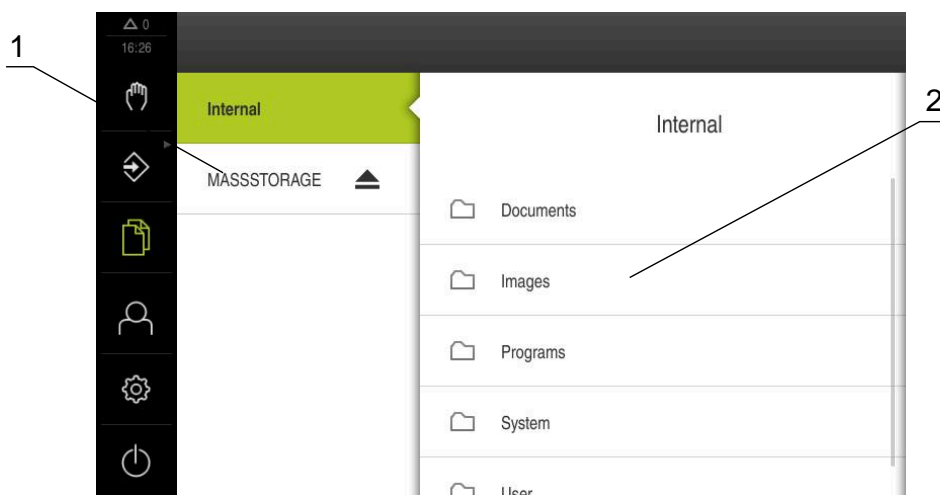 1
0
16:26
Internal
MASSSTORAGE
Internal
Documents
Images
Programs
System
User
2